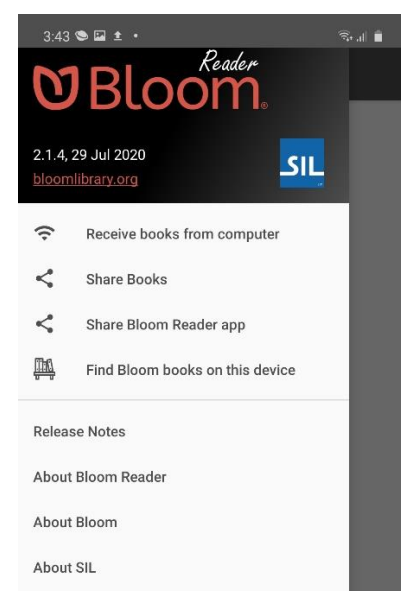 3:43
Reader
Bloom
2.1.4, 29 Jul 2020
bloomlibrary.org
SIL
Receive books from computer
Share Books
Share Bloom Reader app
Find Bloom books on this device
Release Notes
About Bloom Reader
About Bloom
About SIL